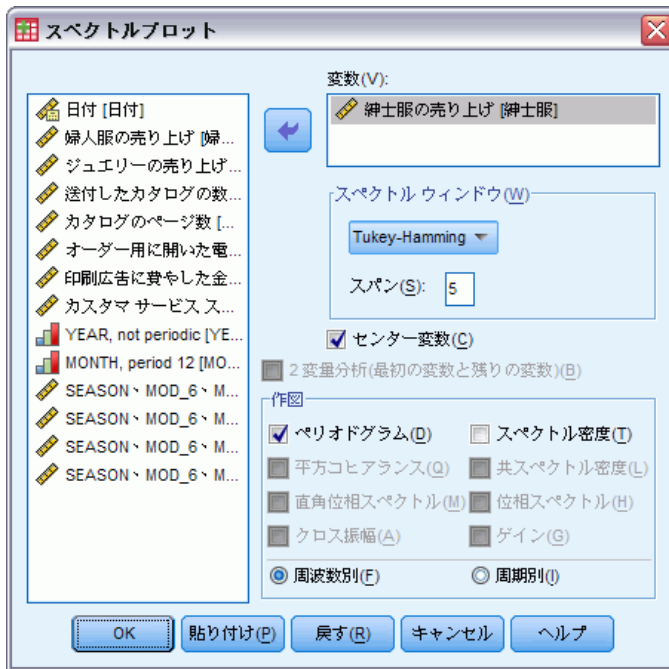 スペクトルプロット
変数(V):
日付 [日付]
婦人服の売り上げ [婦...
ジュエリーの売り上げ...
送付したカタログの数...
カタログのページ数 [...
オーダー用に開いた電...
印刷広告に費やした金...
カスタマ サービス ス...
YEAR, not periodic [YE...
MONTH, period 12 [MO...
SEASON、MOD_6、M...
SEASON、MOD_6、M...
SEASON、MOD_6、M...
SEASON、MOD_6、M...
紳士服の売り上げ [紳士服]
スペクトル ウィンドウ(W)
Tukey-Hamming
スパン(S): 5
センター変数(C)
2 変量分析(最初の変数と残りの変数)(B)
作図
ペリオドグラム(D) スペクトル密度(T)
平方コヒアランス(Q) 共スペクトル密度(L)
直角位相スペクトル(M) 位相スペクトル(H)
クロス振幅(A) ゲイン(G)
周波数別(F) 周期別(I)
OK 貼り付け(P) 戻す(R) キャンセル ヘルプ